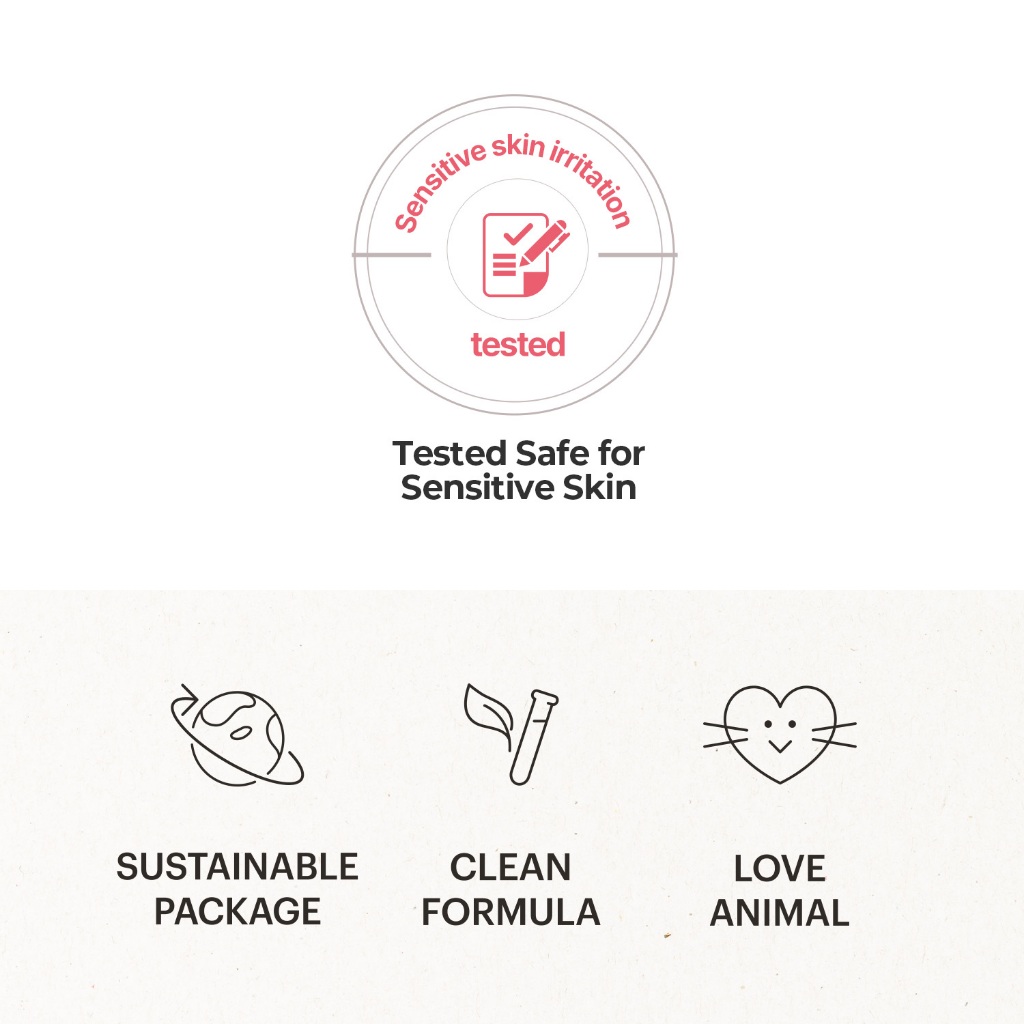 Sensitive skin irritation
tested
Tested Safe for
Sensitive Skin
SUSTAINABLE
PACKAGE
CLEAN
FORMULA
LOVE
ANIMAL